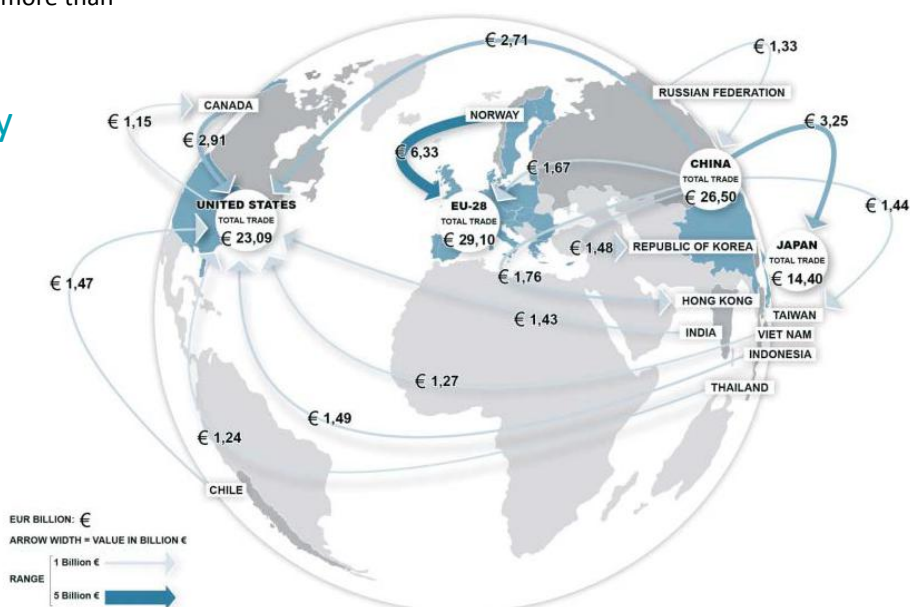 more than
y
€ 2,71
€ 1,33
RUSSIAN FEDERATION
CANADA
€ 1,15
NORWAY
€ 3,25
€ 2,91
€ 6,33
CHINA
TOTAL TRADE
€ 26,50
€ 1,67
UNITED STATES
TOTAL TRADE
€ 23,09
EU-28
TOTAL TRADE
€ 29,10
€ 1,44
€ 1,48
REPUBLIC OF KOREA
JAPAN
TOTAL TRADE
€ 14,40
€ 1,47
€ 1,76
HONG KONG
€ 1,43
TAIWAN
INDIA
VIET NAM
INDONESIA
€ 1,27
THAILAND
€ 1,49
€ 1,24
CHILE
EUR BILLION: €
ARROW WIDTH = VALUE IN BILLION €
RANGE
1 Billion €
5 Billion €